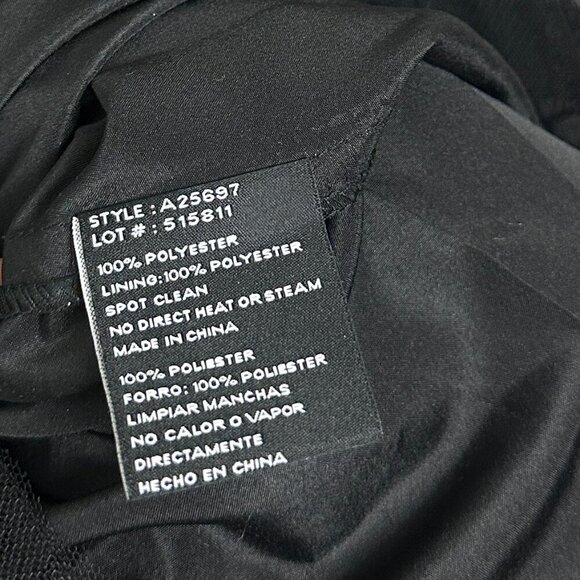 STYLE : A25697
LOT # : 515811
100% POLYESTER
LINING:100% POLYESTER
SPOT CLEAN
NO DIRECT HEAT OR STEAM
MADE IN CHINA
100% POLIESTER
FORRO: 100% POLIESTER
LIMPIAR MANCHAS
NO CALOR O VAPOR
DIRECTAMENTE
HECHO EN CHINA